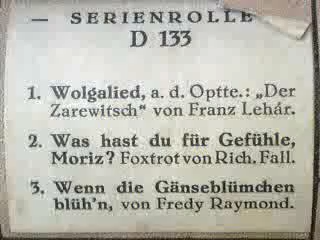 — SERIENROLLE
D 133
1. Wolgalied, a. d. Optte.: „Der
Zarewitsch“ von Franz Lehár.
2. Was hast du für Gefühle,
Moriz? Foxtrot von Rich. Fall.
3. Wenn die Gänseblümchen
blüh'n, von Fredy Raymond.